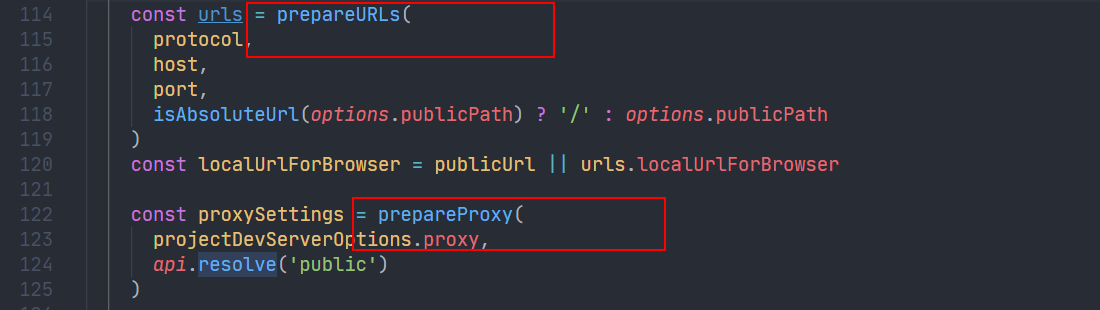 114 const urls = prepareURLs(
115 protocol,
116 host,
117 port,
118 isAbsoluteUrl(options.publicPath) ? '/' : options.publicPath
119 )
120 const localUrlForBrowser = publicUrl || urls.localUrlForBrowser
121
122 const proxySettings = prepareProxy(
123 projectDevServerOptions.proxy,
124 api.resolve('public')
125 )